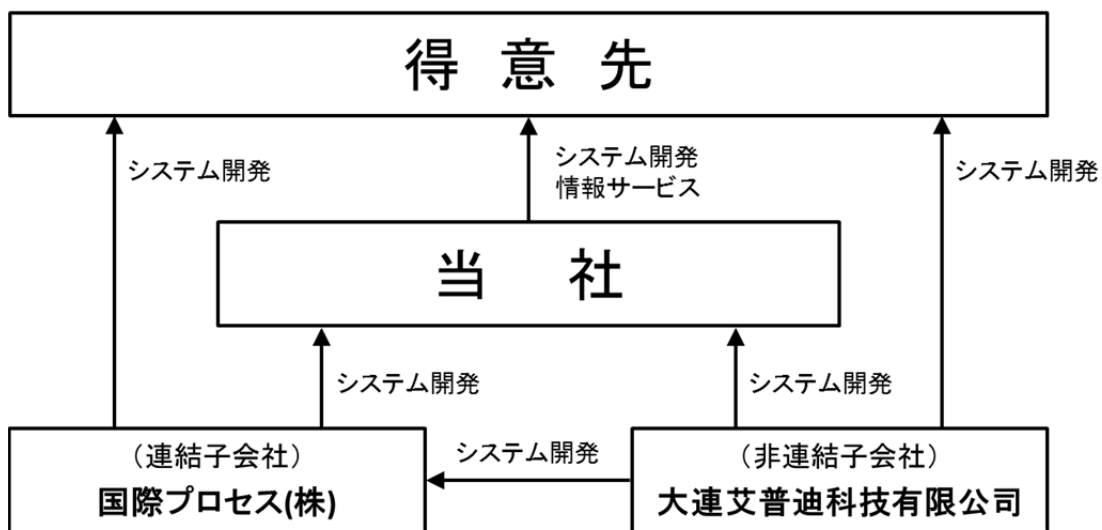 得 意 先
システム開発
システム開発
情報サービス
システム開発
当 社
システム開発
システム開発
（連結子会社）
国際プロセス(株)
システム開発
（非連結子会社）
大連艾普迪科技有限公司